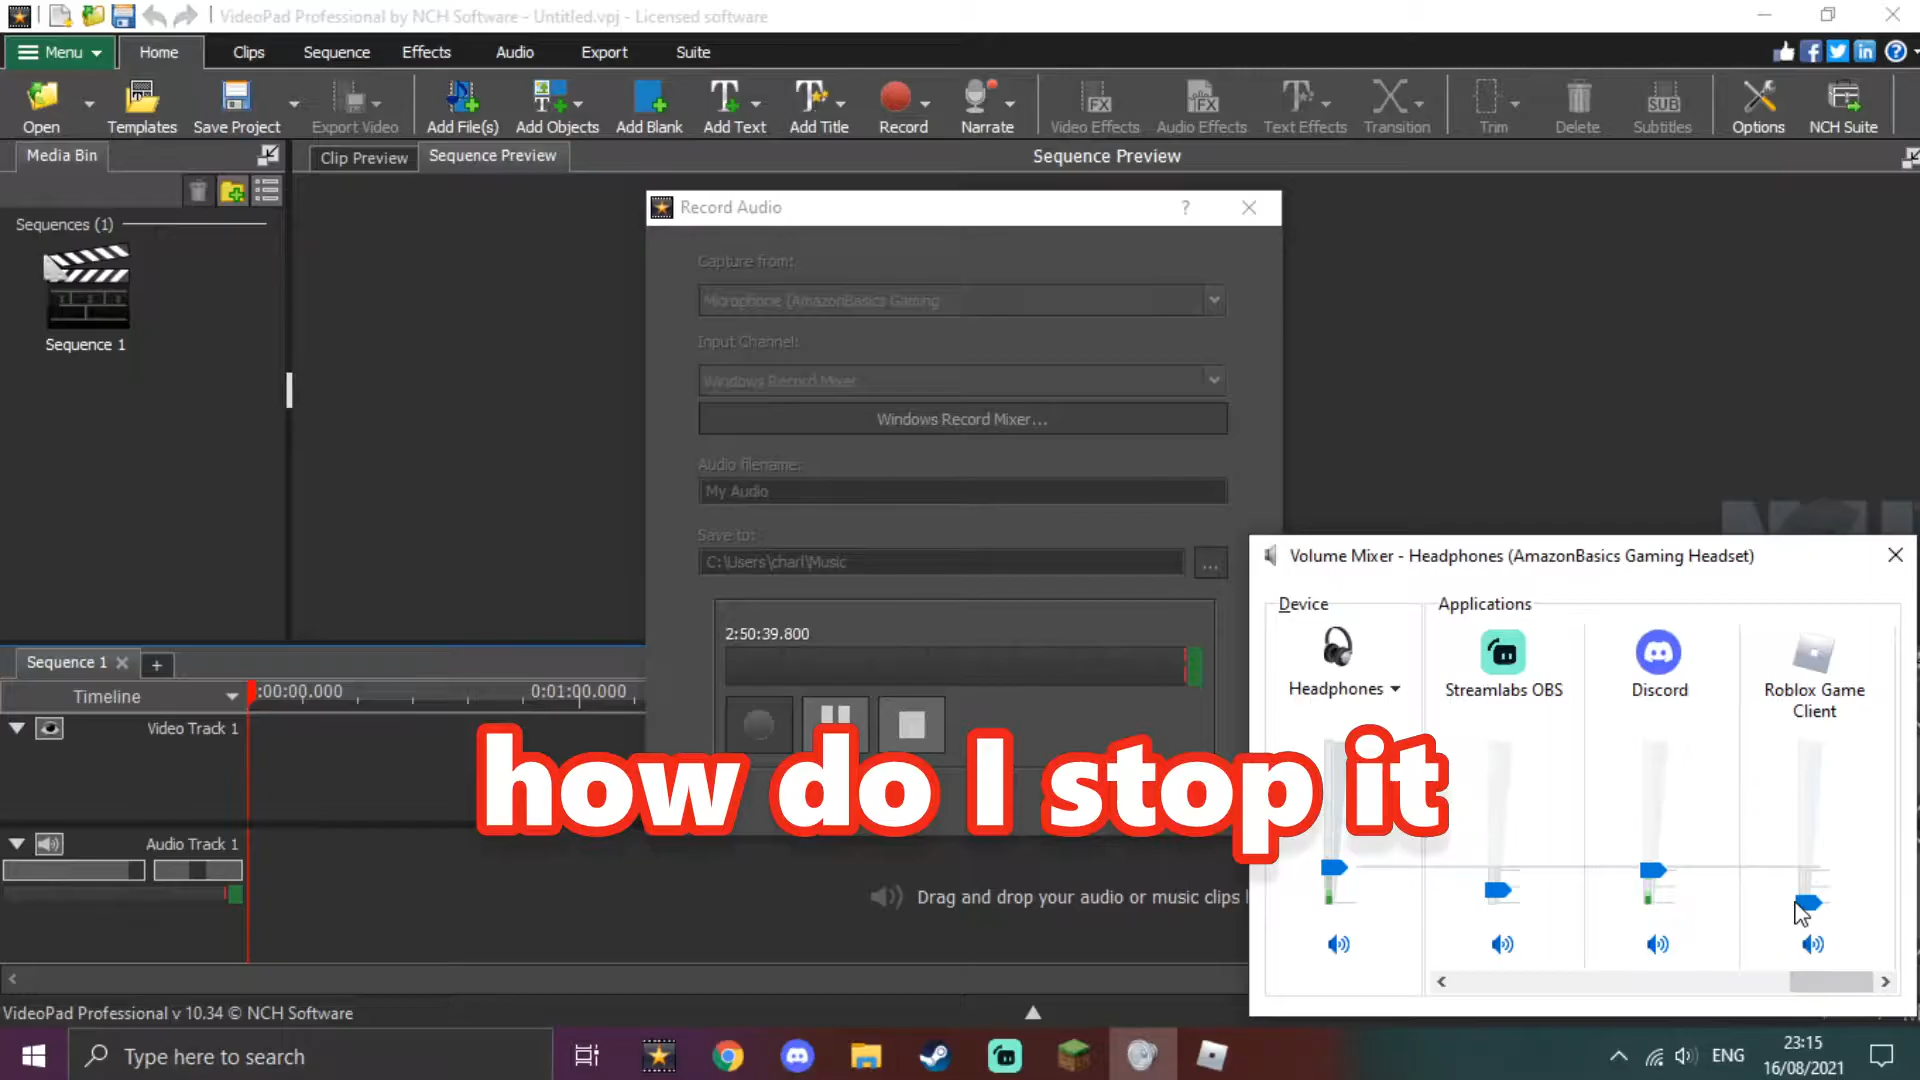 VideoPad Professional by NCH Software - Untitled.vpj - Licensed software
Menu Home Clips Sequence Effects Audio Export Suite
Open Templates Save Project Export Video Add File(s) Add Objects Add Blank Add Text Add Title Record Narrate Video Effects Audio Effects Text Effects Transition Trim Delete Subtitles Options NCH Suite
Media Bin Clip Preview Sequence Preview Sequence Preview
Sequences (1)
Sequence 1
Record Audio
Capture from:
Microphone (AmazonBasics Gaming
Input Channel:
Windows Record Mixer
Windows Record Mixer...
Audio filename:
My Audio
Save to:
C:\Users\charl\Music
...
2:50:39.800
Volume Mixer - Headphones (AmazonBasics Gaming Headset)
Device Applications
Headphones Streamlabs OBS Discord Roblox Game
Client
Sequence 1
Timeline :00:00.000 0:01:00.000
Video Track 1
how do I stop it
Audio Track 1
Drag and drop your audio or music clips
VideoPad Professional v 10.34 © NCH Software
Type here to search
ENG
23:15
16/08/2021